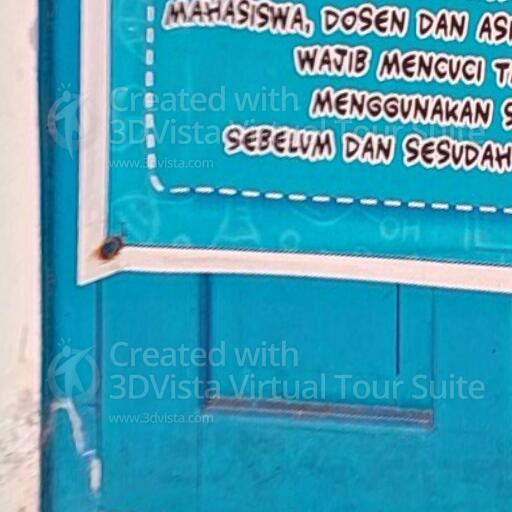 MAHASISWA, DOSEN DAN
WAJIB MENCUCI
MENGGUNAKAN
SEBELUM DAN SESUDAH
Created with
3DVista Virtual Tour Suite
www.3dvista.com
OH
Created with
3DVista Virtual Tour Suite
www.3dvista.com